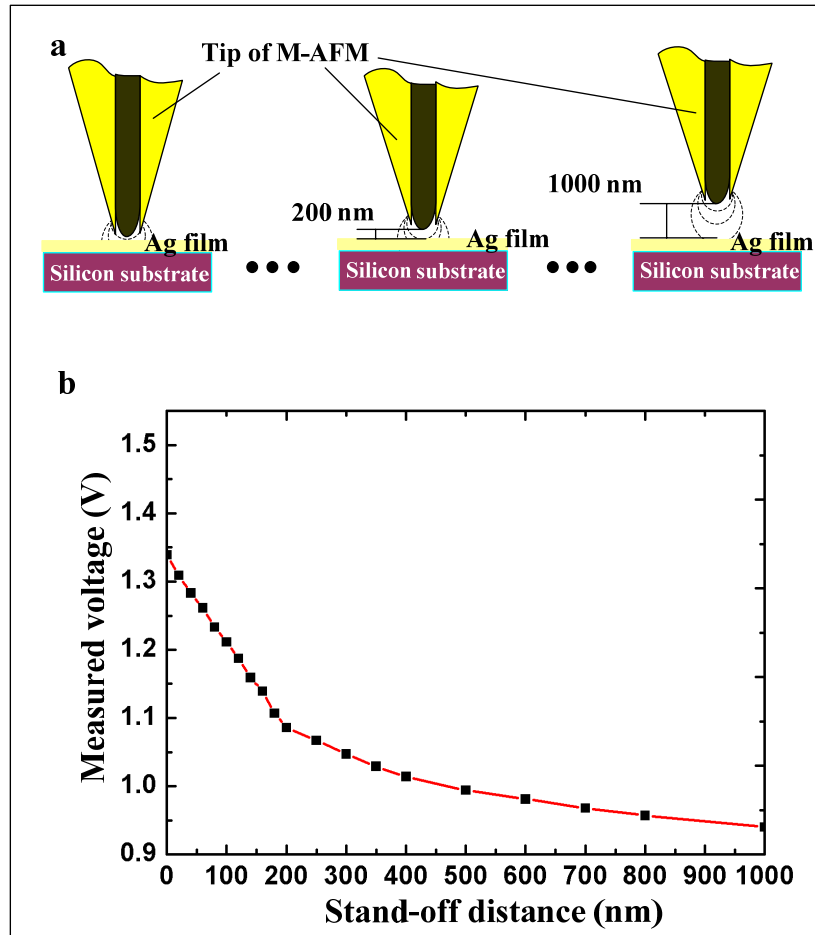 a
Tip of M-AFM
1000 nm
200 nm
Ag film
Ag film
Ag film
Silicon substrate
Silicon substrate
Silicon substrate
b
Measured voltage (V)
1.5
1.4
1.3
1.2
1.1
1.0
0.9
0 100 200 300 400 500 600 700 800 900 1000
Stand-off distance (nm)